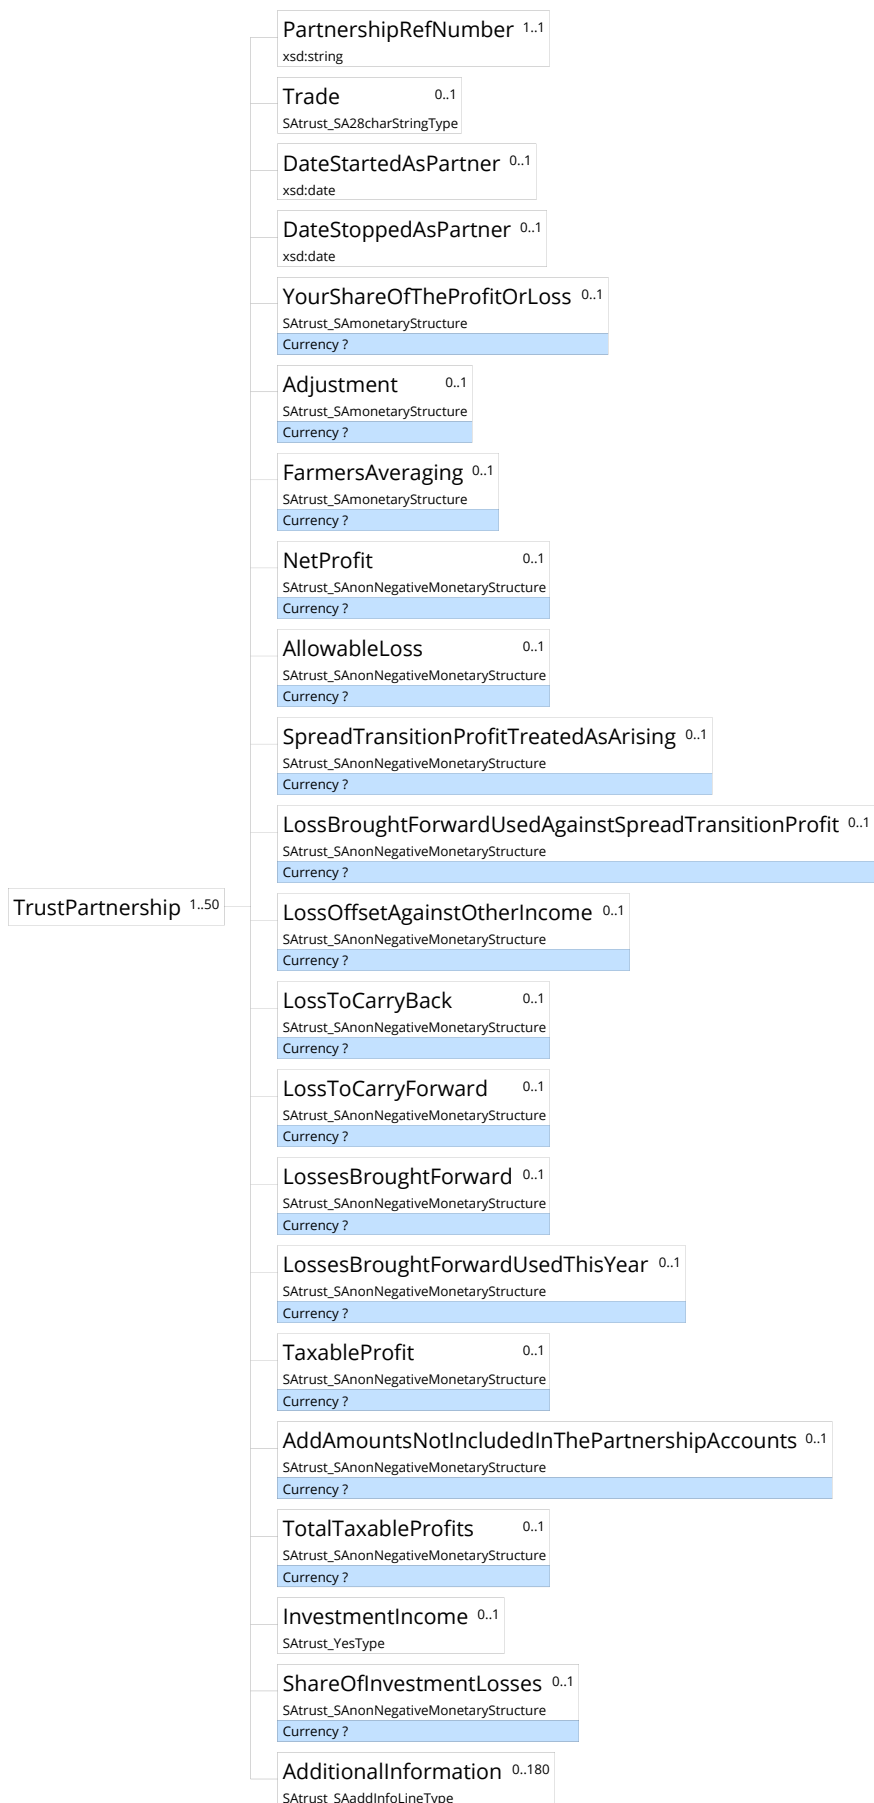 PartnershipRefNumber 1..1
xsd:string
Trade 0..1
SAtrust_SA28charStringType
DateStartedAsPartner 0..1
xsd:date
DateStoppedAsPartner 0..1
xsd:date
YourShareOfTheProfitOrLoss 0..1
SAtrust_SAmonetaryStructure
Currency ?
Adjustment 0..1
SAtrust_SAmonetaryStructure
Currency ?
FarmersAveraging 0..1
SAtrust_SAmonetaryStructure
Currency ?
NetProfit 0..1
SAtrust_SAnonNegativeMonetaryStructure
Currency ?
AllowableLoss 0..1
SAtrust_SAnonNegativeMonetaryStructure
Currency ?
SpreadTransitionProfitTreatedAsArising 0..1
SAtrust_SAnonNegativeMonetaryStructure
Currency ?
LossBroughtForwardUsedAgainstSpreadTransitionProfit 0..1
SAtrust_SAnonNegativeMonetaryStructure
Currency ?
TrustPartnership 1..50
LossOffsetAgainstOtherIncome 0..1
SAtrust_SAnonNegativeMonetaryStructure
Currency ?
LossToCarryBack 0..1
SAtrust_SAnonNegativeMonetaryStructure
Currency ?
LossToCarryForward 0..1
SAtrust_SAnonNegativeMonetaryStructure
Currency ?
LossesBroughtForward 0..1
SAtrust_SAnonNegativeMonetaryStructure
Currency ?
LossesBroughtForwardUsedThisYear 0..1
SAtrust_SAnonNegativeMonetaryStructure
Currency ?
TaxableProfit 0..1
SAtrust_SAnonNegativeMonetaryStructure
Currency ?
AddAmountsNotIncludedInThePartnershipAccounts 0..1
SAtrust_SAnonNegativeMonetaryStructure
Currency ?
TotalTaxableProfits 0..1
SAtrust_SAnonNegativeMonetaryStructure
Currency ?
InvestmentIncome 0..1
SAtrust_YesType
ShareOfInvestmentLosses 0..1
SAtrust_SAnonNegativeMonetaryStructure
Currency ?
AdditionalInformation 0..180
SAtrust_SAaddInfoLineType